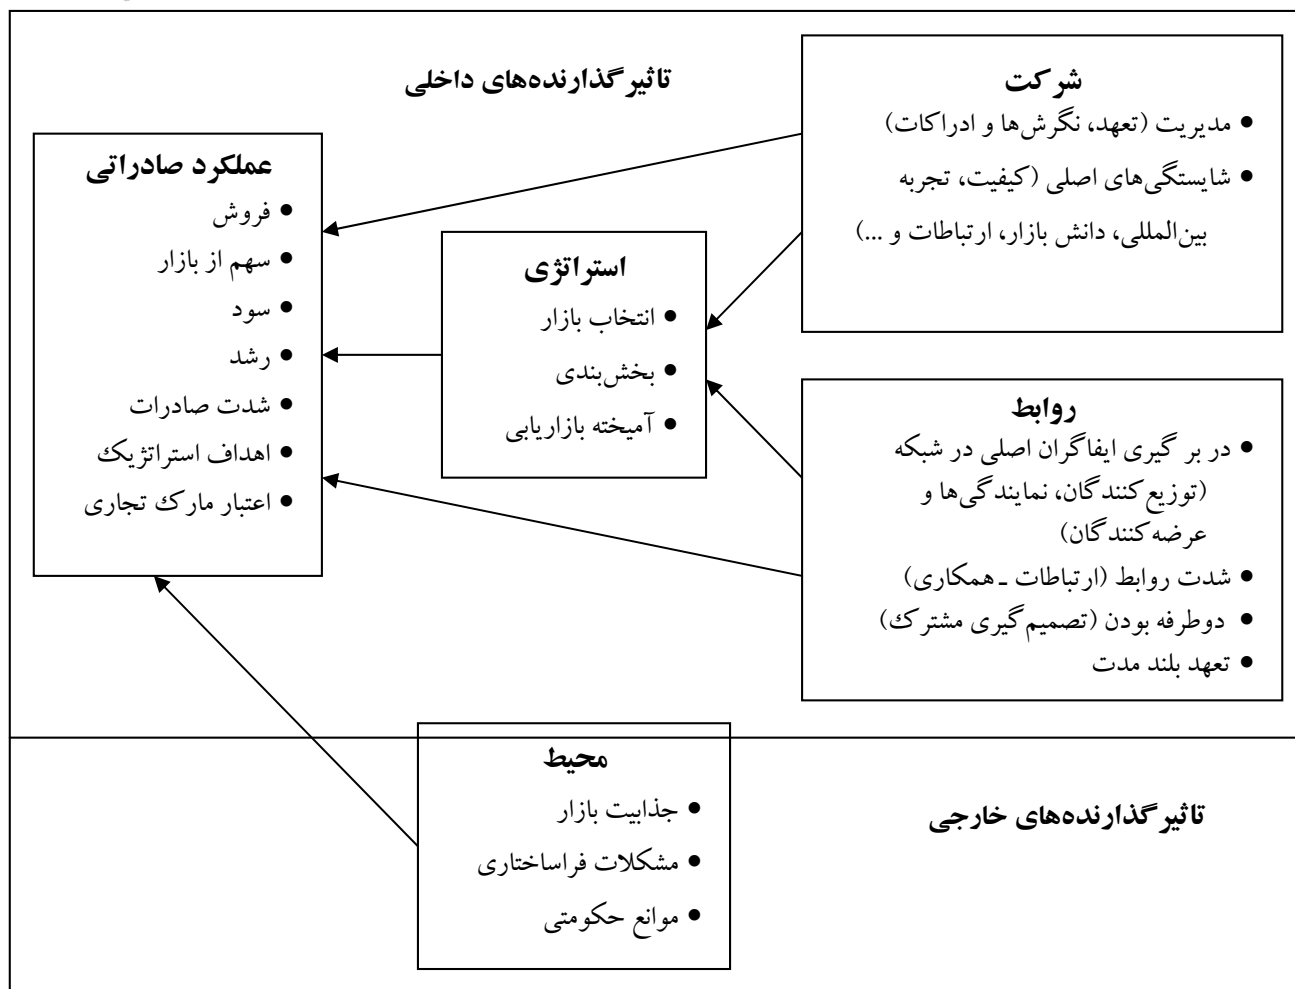 تاثیرگذارنده‌های داخلی
شرکت
• مدیریت (تعهد، نگرش‌ها و ادراکات)
• شایستگی‌های اصلی (کیفیت، تجربه
بین‌المللی، دانش بازار، ارتباطات و ...)
عملکرد صادراتی
• فروش
• سهم از بازار
• سود
• رشد
• شدت صادرات
• اهداف استراتژیک
• اعتبار مارک تجاری
استراتژی
• انتخاب بازار
• بخش‌بندی
• آمیخته بازاریابی
روابط
• در بر گیری ایفاگران اصلی در شبکه
(توزیع‌کنندگان، نمایندگی‌ها و
عرضه‌کنندگان)
• شدت روابط (ارتباطات ـ همکاری)
• دوطرفه بودن (تصمیم‌گیری مشترک)
• تعهد بلند مدت
محیط
• جذابیت بازار
• مشکلات فراساختاری
• موانع حکومتی
تاثیرگذارنده‌های خارجی